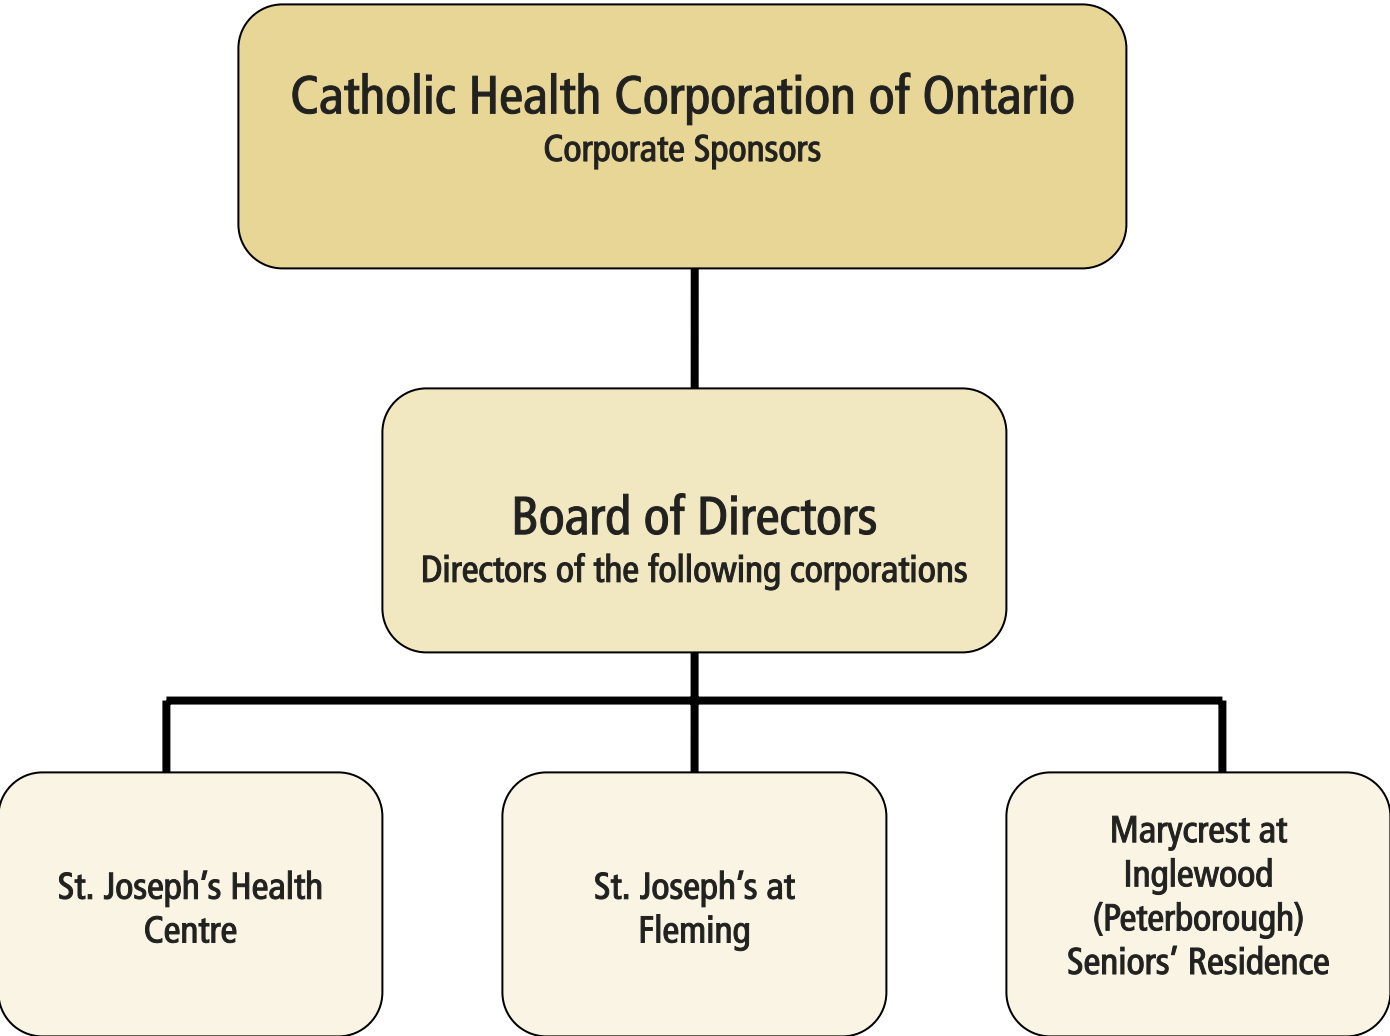 Catholic Health Corporation of Ontario
Corporate Sponsors
Board of Directors
Directors of the following corporations
St. Joseph’s Health
Centre
St. Joseph’s at
Fleming
Marycrest at
Inglewood
(Peterborough)
Seniors’ Residence